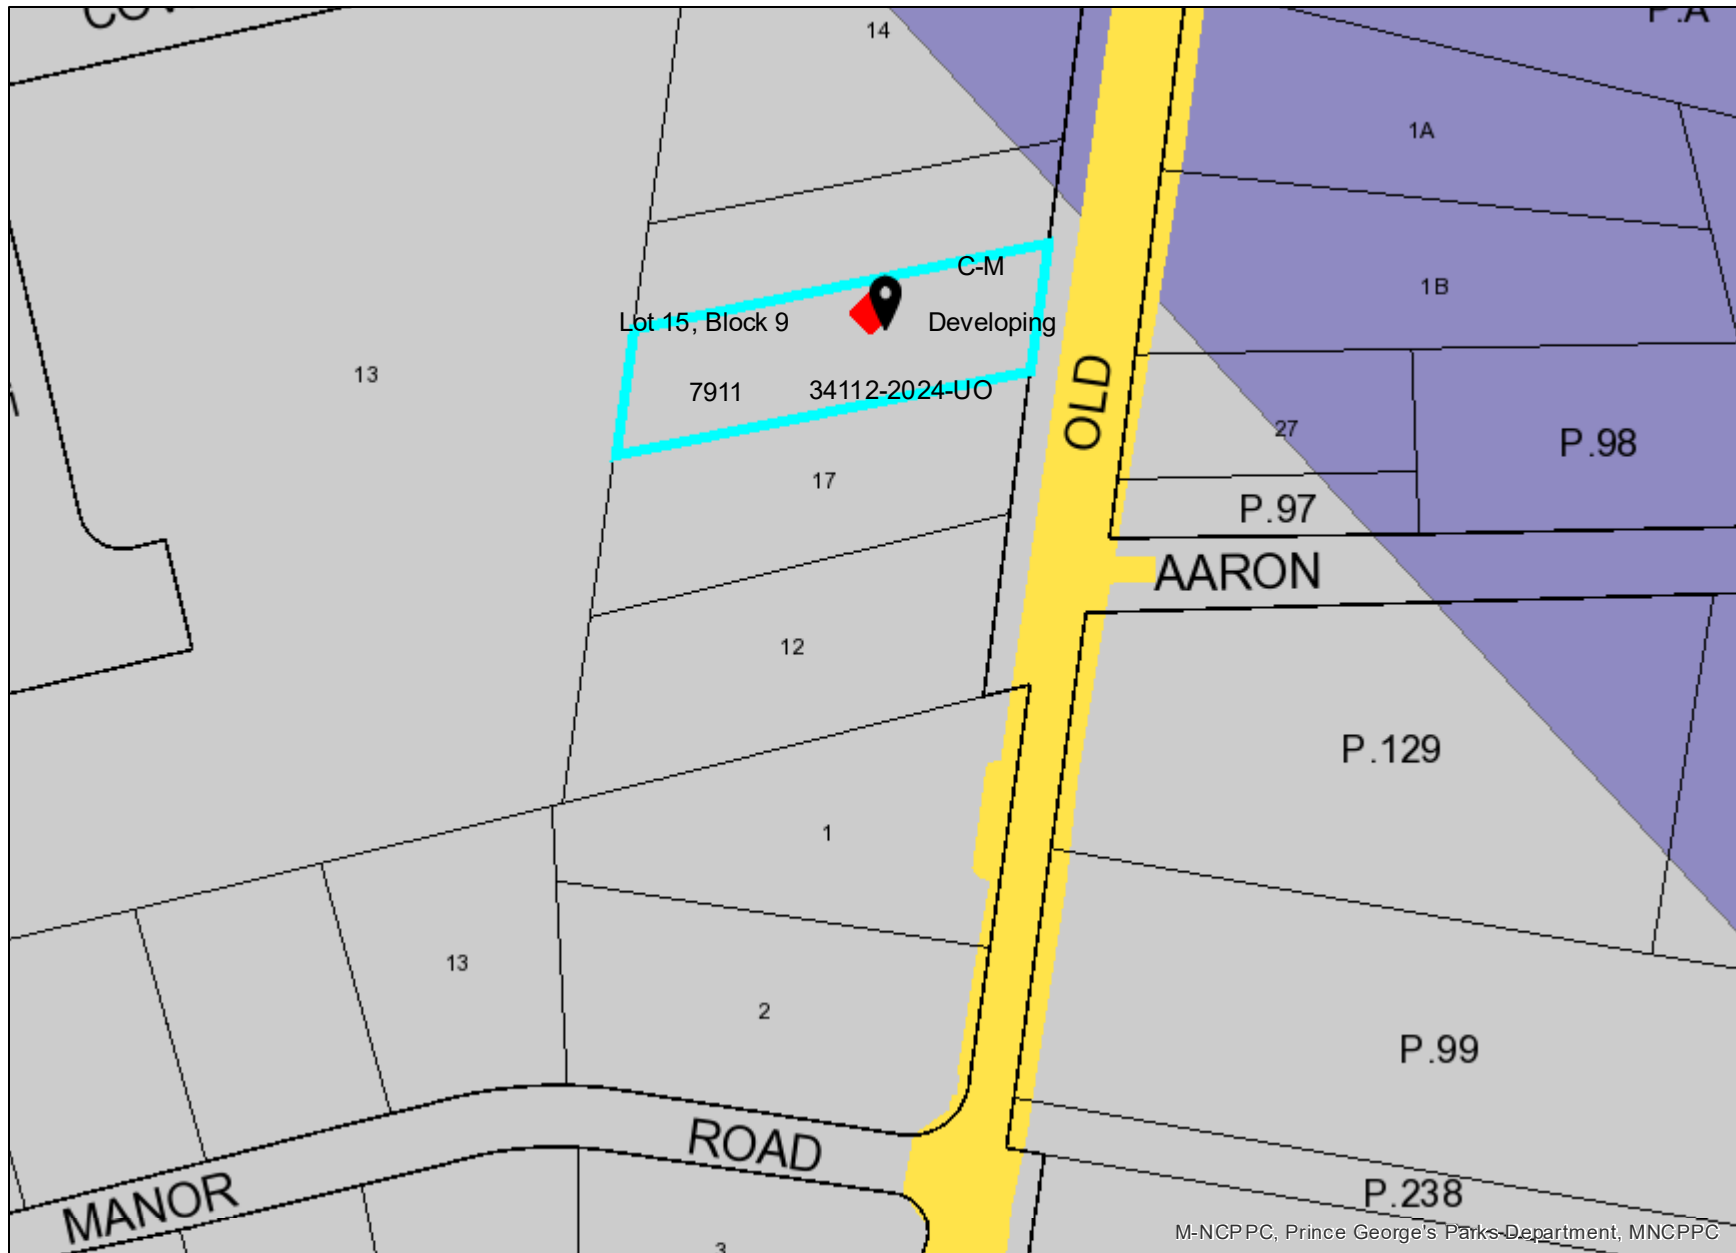 14
1A
C-M
1B
Lot 15, Block 9
Developing
13
7911
34112-2024-UO
OLD
27
P.98
17
P.97
AARON
12
P.129
1
13
2
P.99
ROAD
MANOR
P.238
M-NCPPC, Prince George's Parks Department, MNCPPC